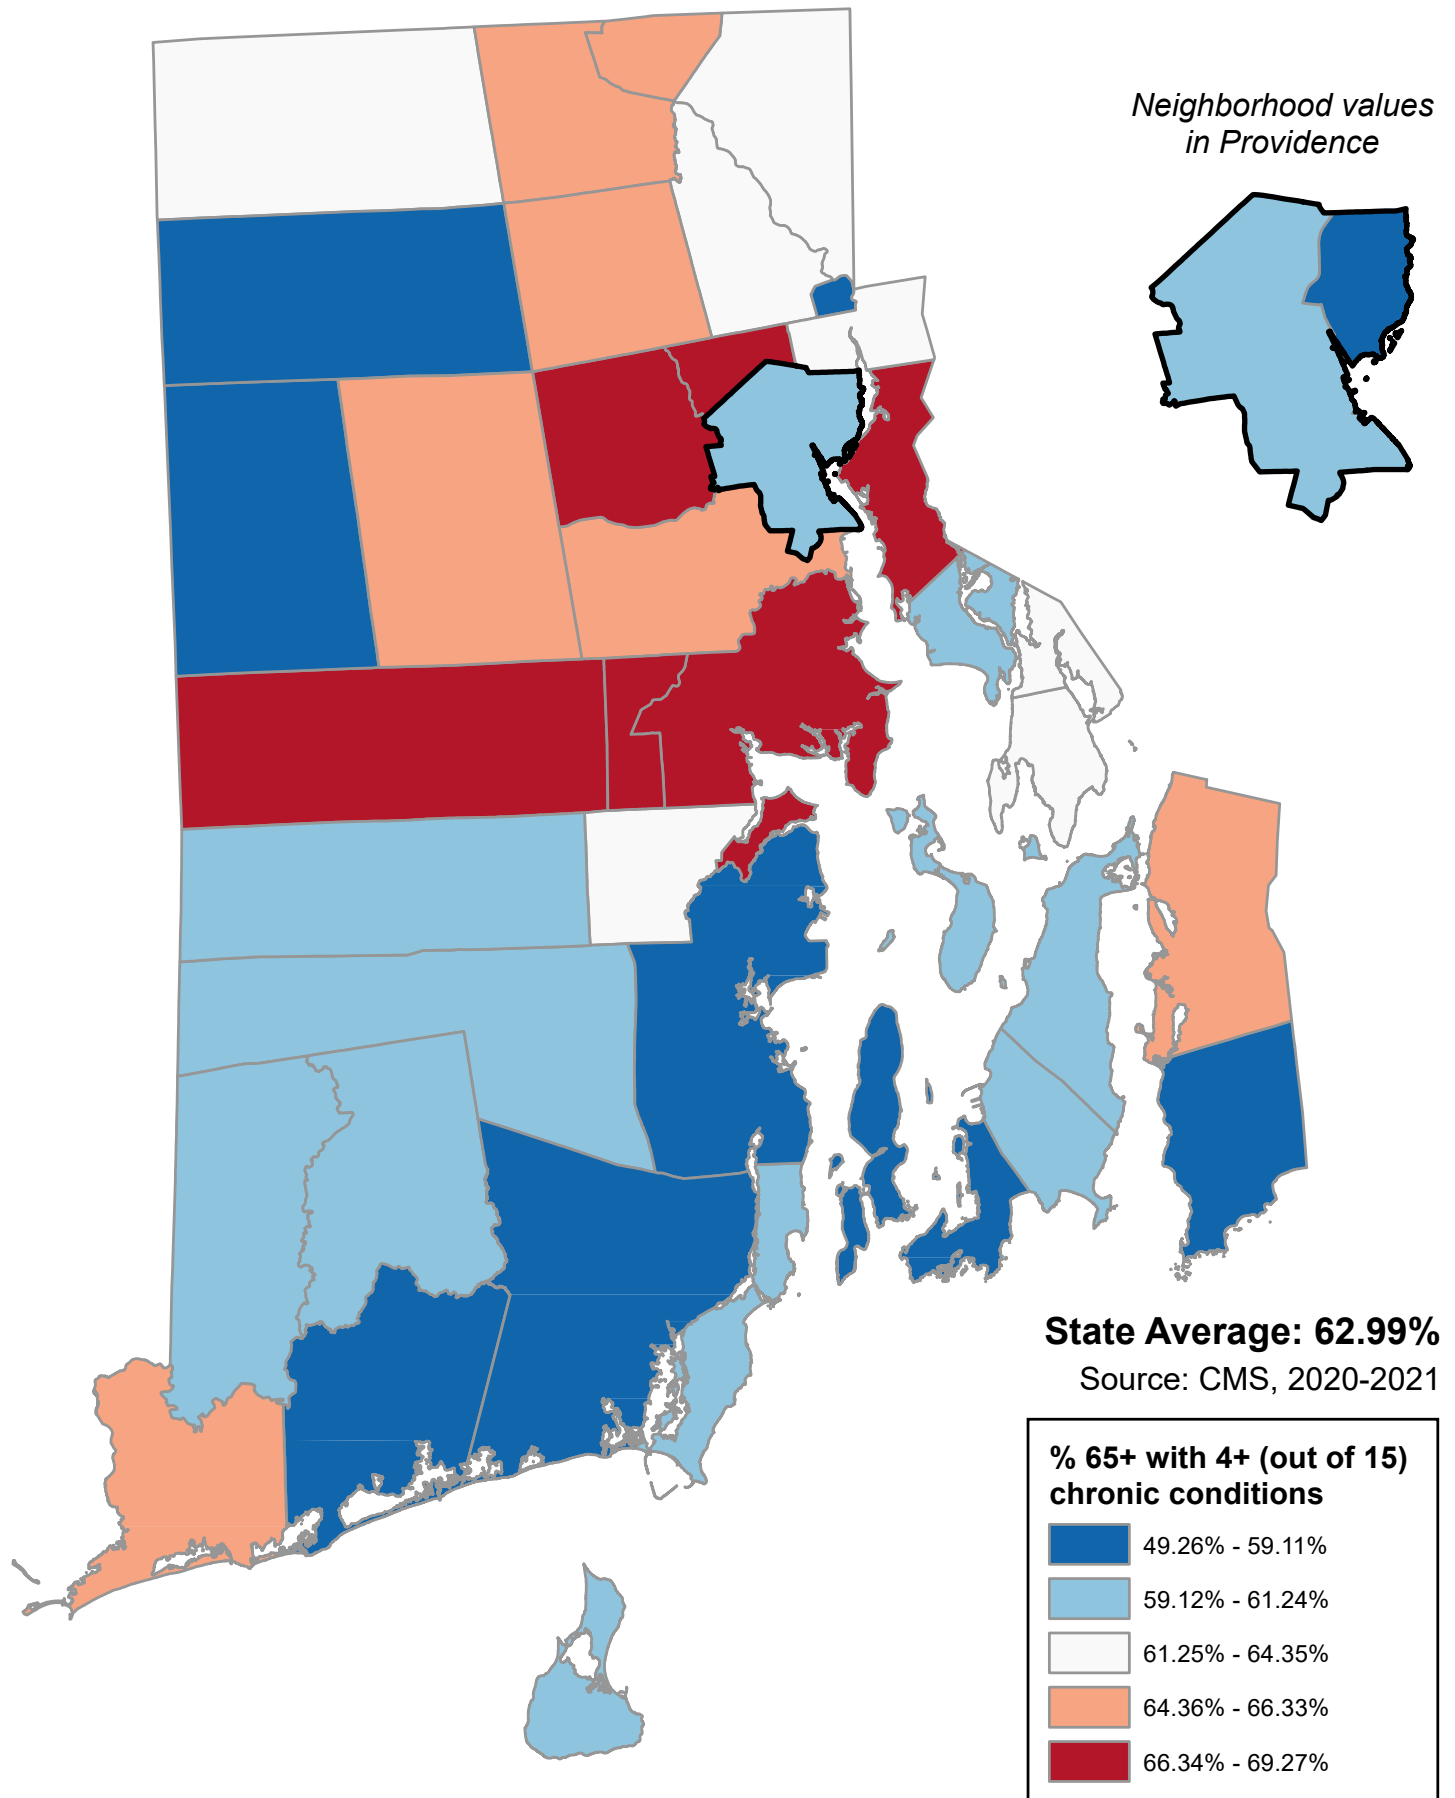 Neighborhood values
in Providence
State Average: 62.99%
Source: CMS, 2020-2021
% 65+ with 4+ (out of 15)
chronic conditions
49.26% - 59.11%
59.12% - 61.24%
61.25% - 64.35%
64.36% - 66.33%
66.34% - 69.27%